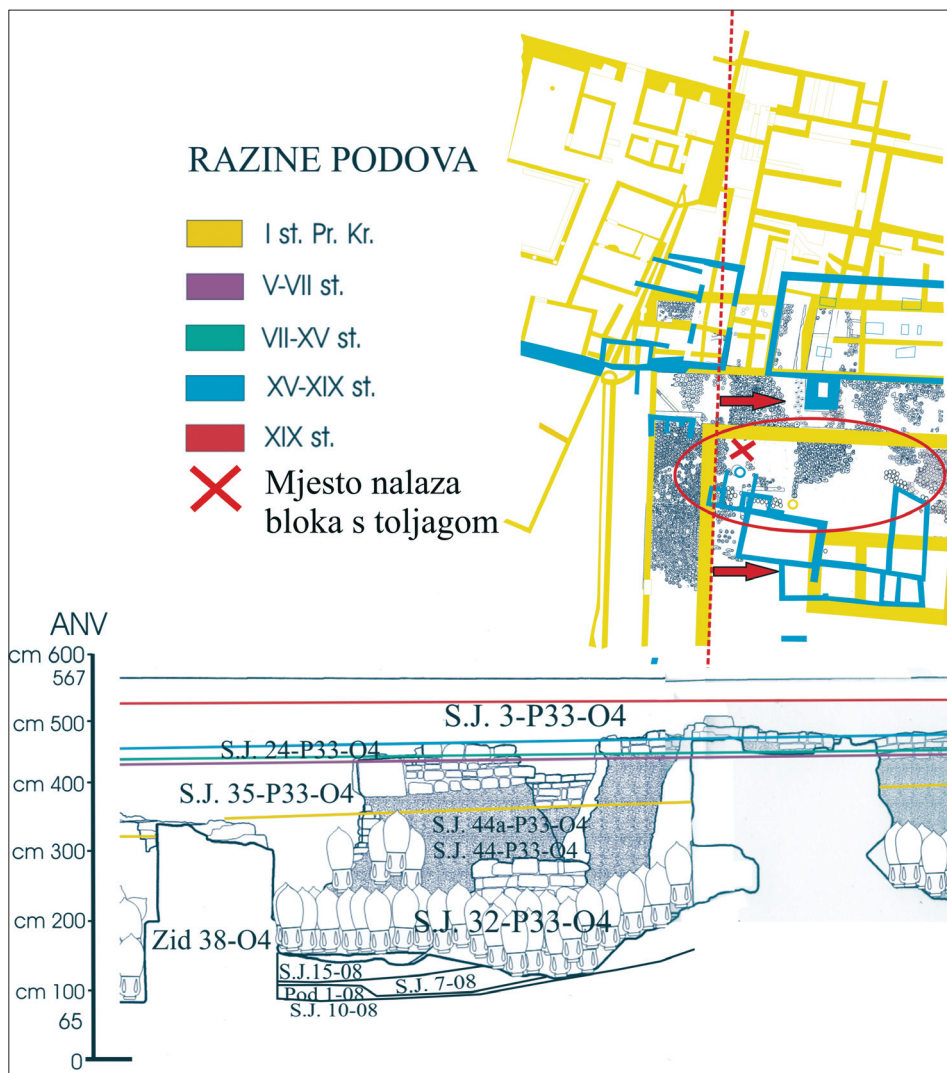 RAZINE PODOVA
I st. Pr. Kr.
V-VII st.
VII-XV st.
XV-XIX st.
XIX st.
Mjesto nalaza
bloka s toljagom
ANV
cm 600
567
cm 500
cm 400
cm 300
cm 200
cm 100
65
0
S.J. 3-P33-O4
S.J. 24-P33-O4
S.J. 35-P33-O4
S.J. 44a-P33-O4
S.J. 44-P33-O4
S.J. 32-P33-O4
Zid 38-O4
S.J.15-08
S.J. 7-08
Pod 1-08
S.J. 10-08